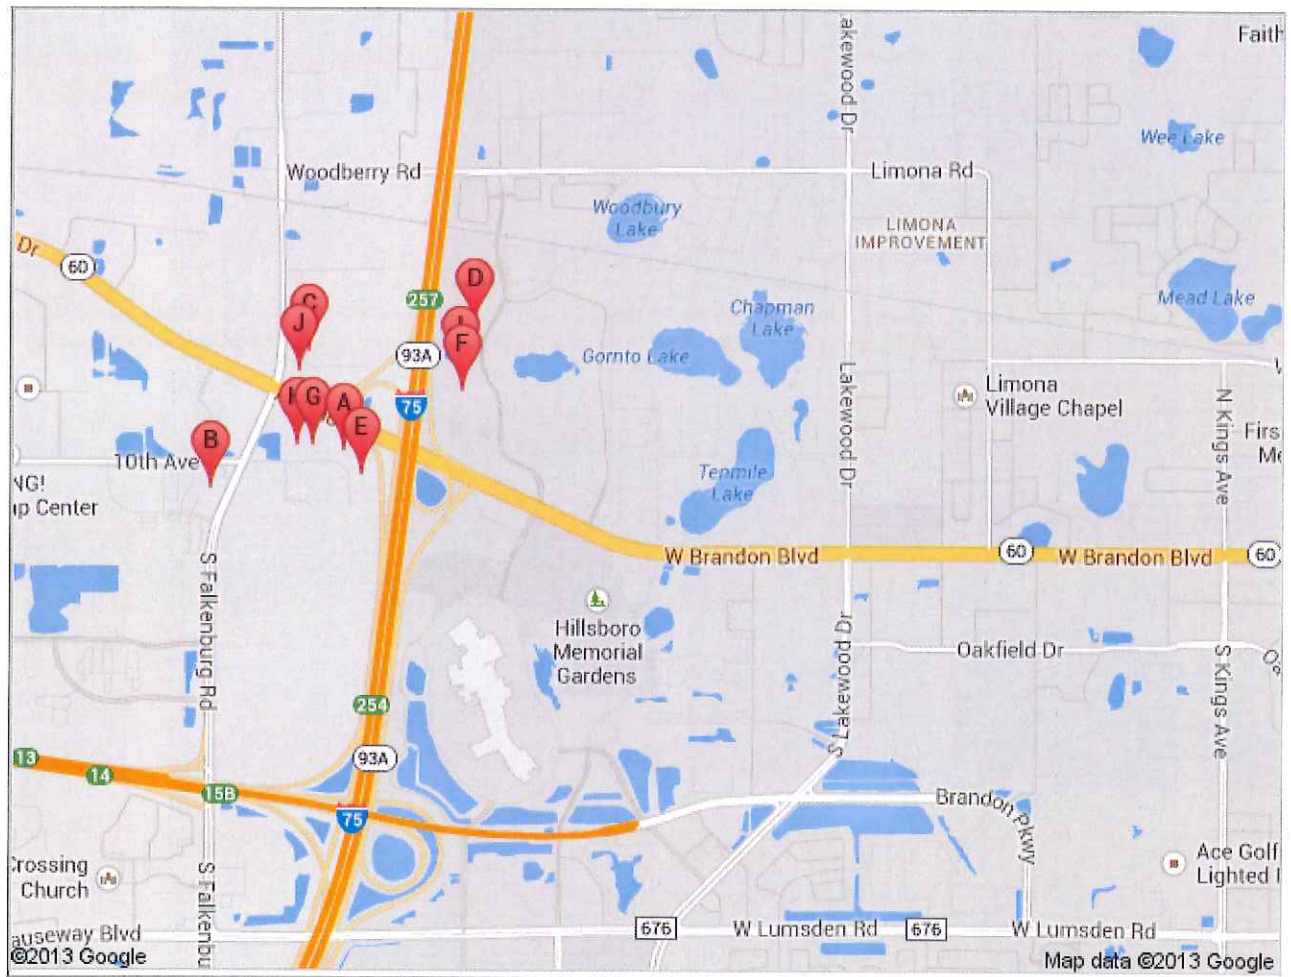 Faith
Lakewood Dr
Wee Lake
Woodberry Rd
Limona Rd
Woodbury
Lake
LIMONA
IMPROVEMENT
Dr
60
D
257
C
J
F
Mead Lake
Chapman
Lake
93A
Gornto Lake
75
G
A
E
B
Lakewood Dr
Limona
Village Chapel
N Kings Ave
Firs
Me
10th Ave
NG!
ap Center
Tenmile
Lake
W Brandon Blvd
60
W Brandon Blvd
60
S Falkenburg Rd
Hillsboro
Memorial
Gardens
S Lakewood Dr
Oakfield Dr
S Kings Ave
254
93A
13
14
15B
75
Brandon Pkwy
Crossing
Church
S Falkenbu
Ace Golf
Lighted
676
W Lumsden Rd
676
W Lumsden Rd
auseway Blvd
©2013 Google
Map data ©2013 Google